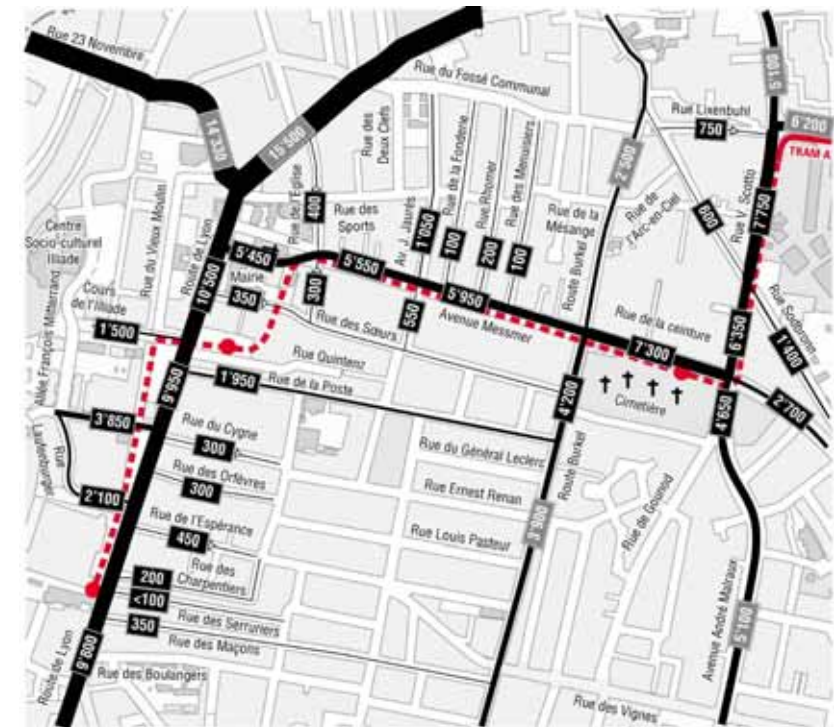 Rue 23 Novembre
14'330
15'500
Rue du Fossé Communal
5'100
Rue Lixenbuhl
750
6'200
TRAM A
Rue des
Deux Clefs
Rue de l'Eglise
400
Rue des
Sports
Av. J. Jaurès
1'050
Rue de la Fonderie
100
200
Rue des Menuisiers
100
Rue de la
Mésange
Rue de
l'Arc-en-Ciel
600
Rue V. Scotto
7'750
Centre
Socio-culturel
Illiade
Rue du Vieux Moulin
Route de Lyon
10'500
5'450
5'550
Mairie
350
300
550
5'950
Avenue Messmer
Route Burkel
Rue de la ceinture
7'300
6'350
1'400
2'700
Cours
de l'Illiade
1'500
Allée François Mitterrand
Rue des Sœurs
Rue Quintenz
1'950
Rue de la Poste
9'950
4'200
Cimetière
4'650
3'850
Rue du Cygne
300
Rue des Orfèvres
300
Rue du Général Leclerc
Route Burkel
Rue Ernest Renan
Rue de Gounod
Rue
2'100
Rue de l'Espérance
450
Rue Louis Pasteur
Rue des
Charpentiers
200
<100
Rue des Serruriers
350
Rue des Maçons
Avenue André Malraux
5'100
Route de Lyon
9'800
Rue des Boulangers
Rue des Vignes